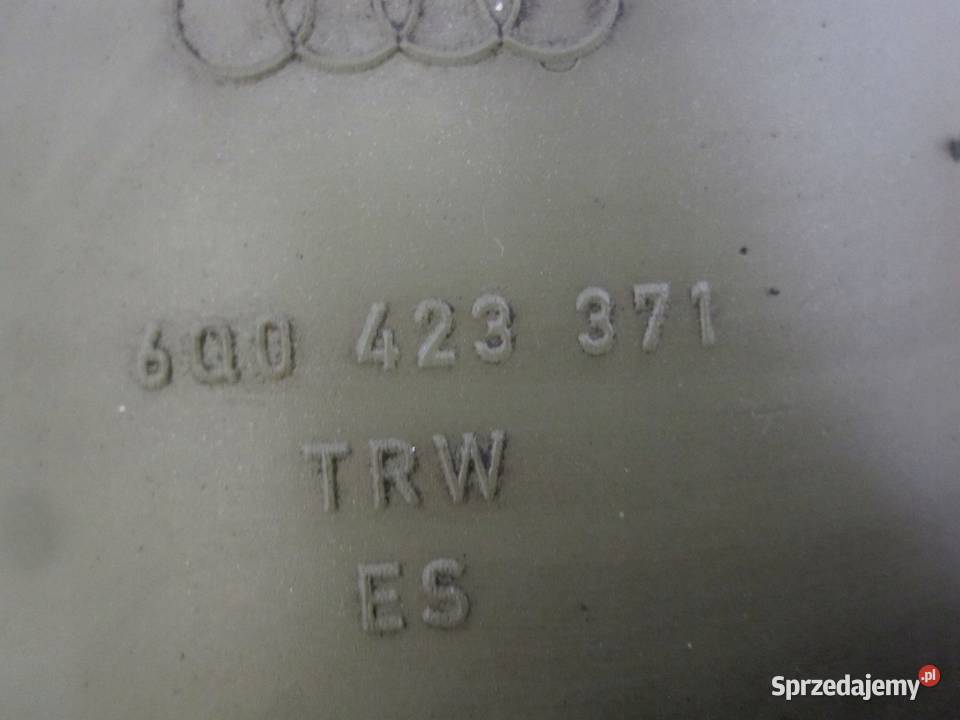 6Q0 423 371
TRW
ES
Sprzedajemy.pl